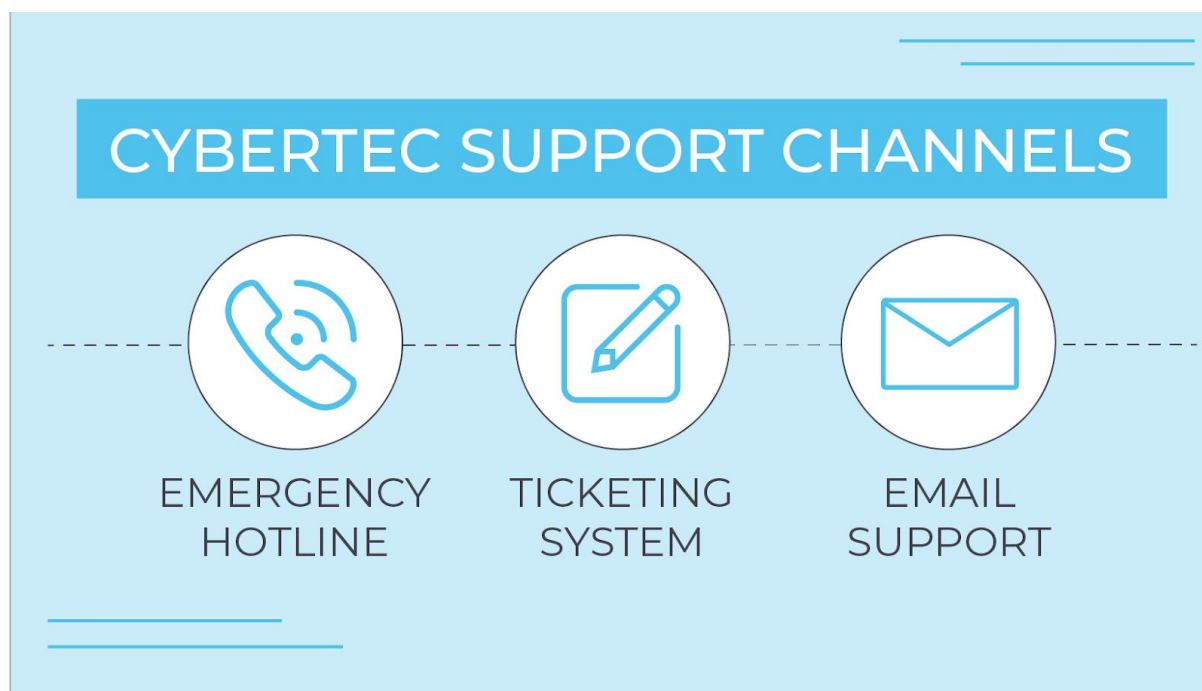 CYBERTEC SUPPORT CHANNELS
EMERGENCY
HOTLINE
TICKETING
SYSTEM
EMAIL
SUPPORT